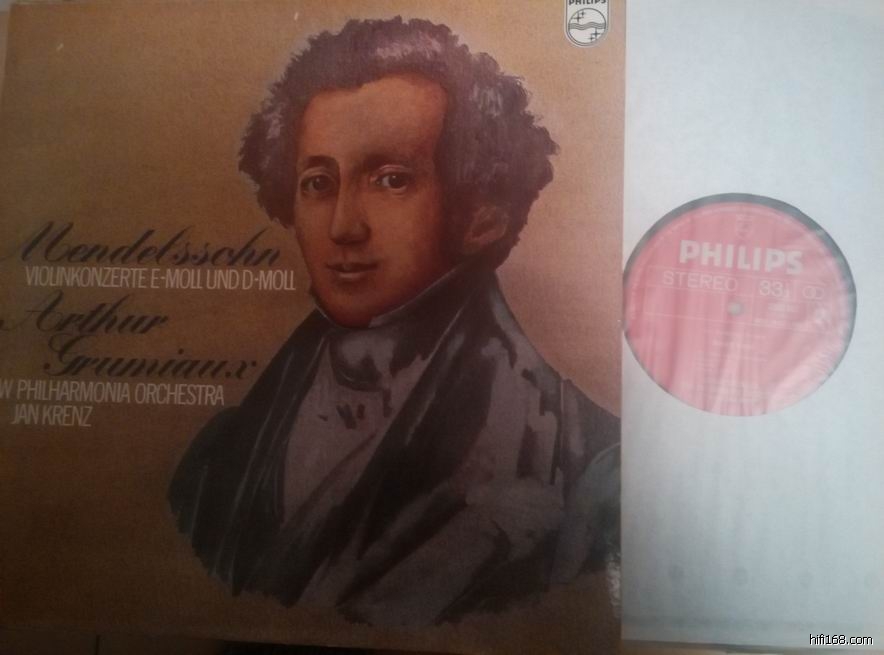 PHILIPS
Mendelssohn
VIOLINKONZERTE E-MOLL UND D-MOLL
Arthur
Grumiaux
W PHILHARMONIA ORCHESTRA
JAN KRENZ
PHILIPS
STEREO 33⅓
hifi168.com